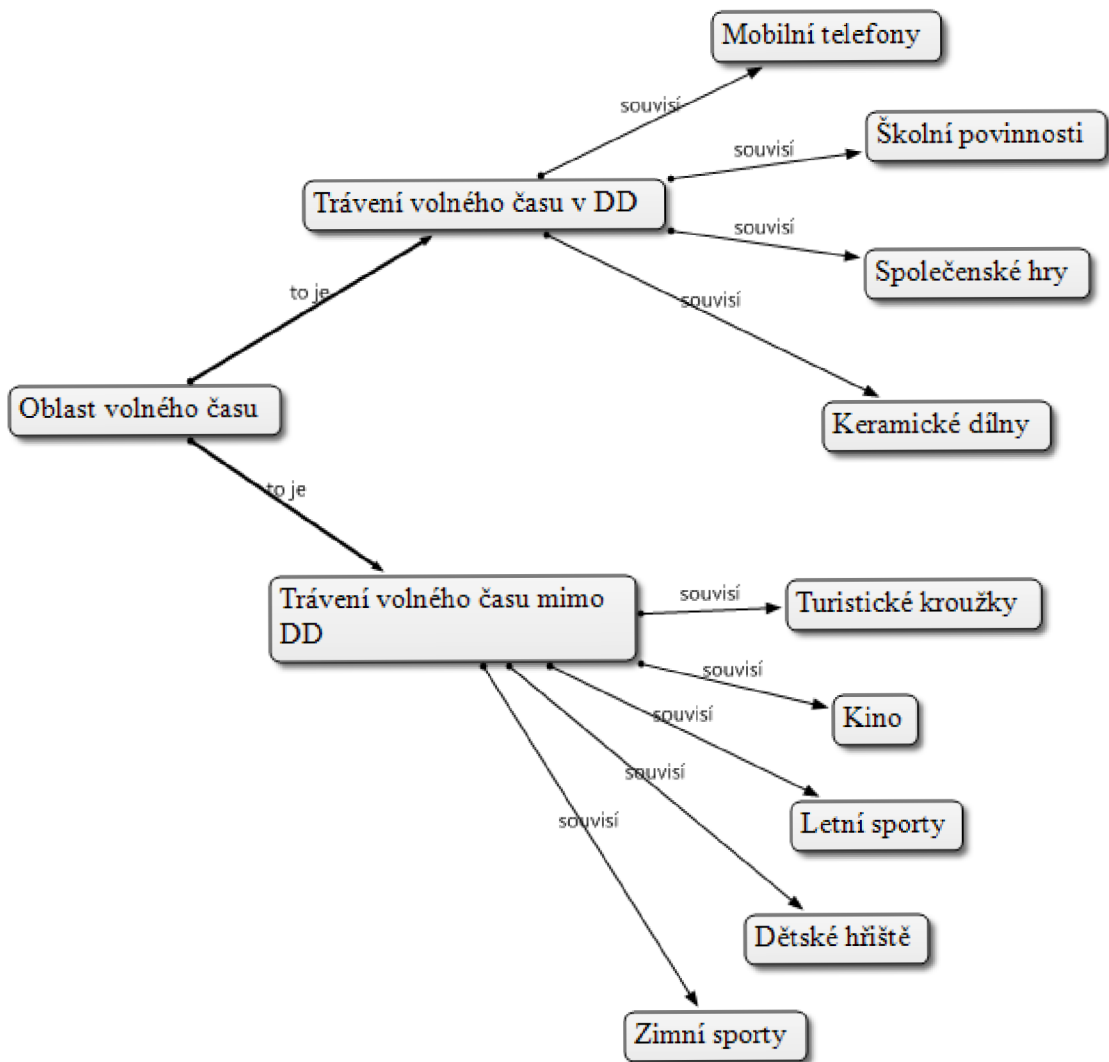 Mobilní telefony
souvisí
Školní povinnosti
souvisí
Trávení volného času v DD
souvisí
Společenské hry
souvisí
to je
Oblast volného času
Keramické dílny
to je
Trávení volného času mimo
DD
souvisí
Turistické kroužky
souvisí
Kino
souvisí
souvisí
Letní sporty
souvisí
Dětské hřiště
Zimní sporty